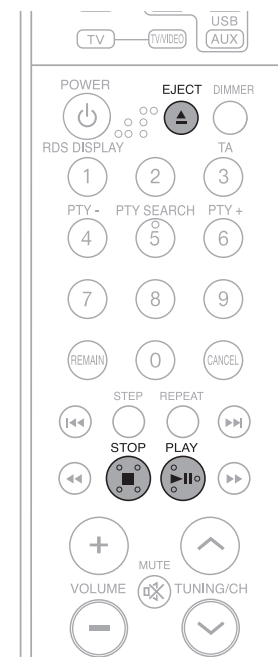 USB
TV TV/VIDEO AUX
POWER EJECT DIMMER
RDS DISPLAY TA
1 2 3
PTY - PTY SEARCH PTY +
4 5 6
7 8 9
REMAIN 0 CANCEL
STEP REPEAT
STOP PLAY
MUTE
VOLUME TUNING/CH